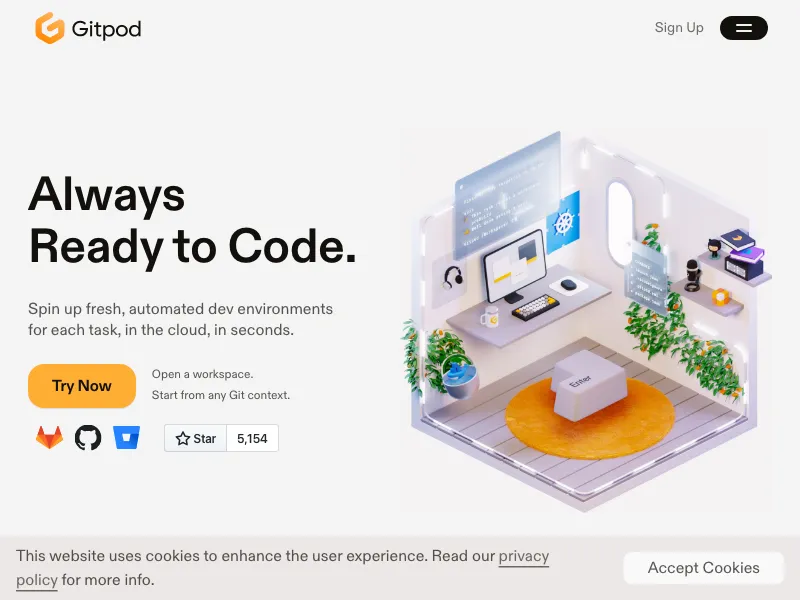 Gitpod
Sign Up
Always
Ready to Code.
Spin up fresh, automated dev environments
for each task, in the cloud, in seconds.
Try Now
Open a workspace.
Start from any Git context.
Star
5,154
Enter
This website uses cookies to enhance the user experience. Read our privacy
policy for more info.
Accept Cookies